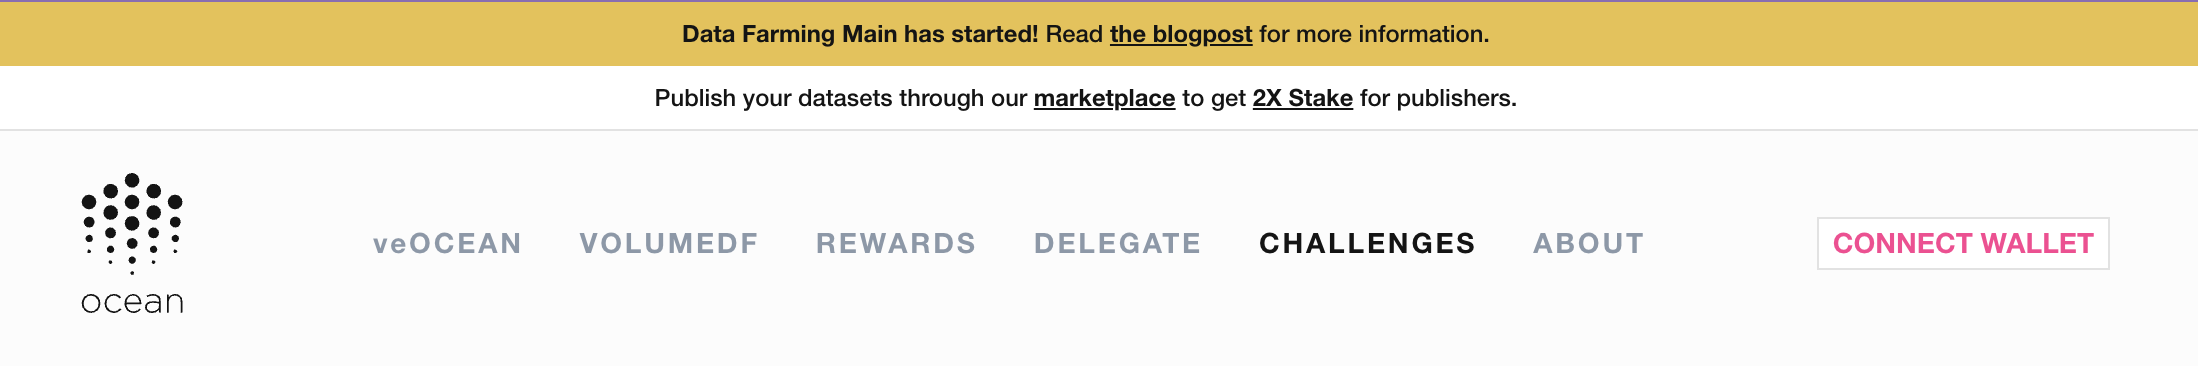 Data Farming Main has started! Read the blogpost for more information.
Publish your datasets through our marketplace to get 2X Stake for publishers.
veOCEAN VOLUMEDF REWARDS DELEGATE CHALLENGES ABOUT CONNECT WALLET
ocean